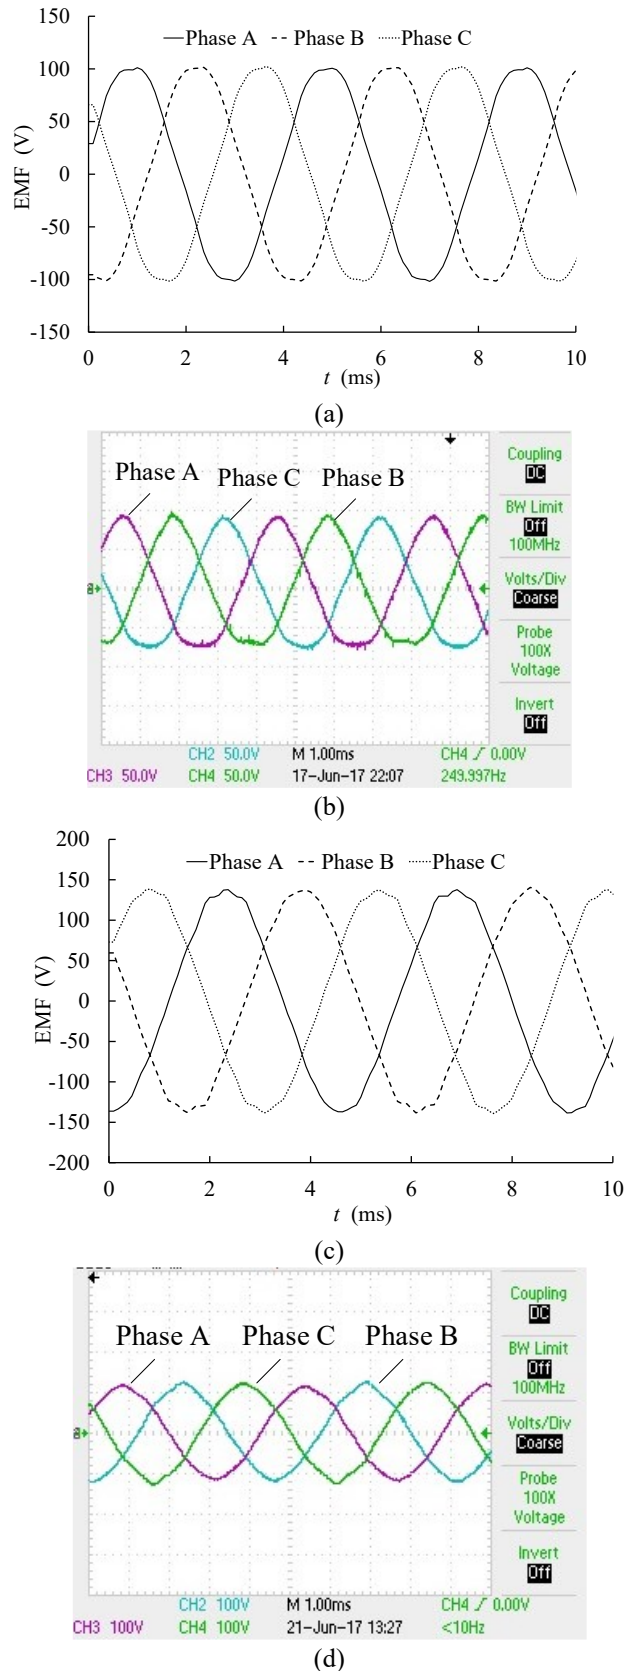 150
Phase A Phase B Phase C
100
50
0
-50
-100
-150
EMF (V)
0 2 4 6 8 10
t (ms)
(a)
Phase A Phase C Phase B
Coupling
DC
BW Limit
Off
100MHz
Volts/Div
Coarse
Probe
100X
Voltage
Invert
Off
CH2 50.0V M 1.00ms CH4 0.00V
CH3 50.0V CH4 50.0V 17-Jun-17 22:07 249.997Hz
(b)
200
Phase A Phase B Phase C
150
100
50
0
-50
-100
-150
-200
EMF (V)
0 2 4 6 8 10
t (ms)
(c)
Phase A Phase C Phase B
Coupling
DC
BW Limit
Off
100MHz
Volts/Div
Coarse
Probe
100X
Voltage
Invert
Off
CH2 100V M 1.00ms CH4 0.00V
CH3 100V CH4 100V 21-Jun-17 13:27 <10Hz
(d)